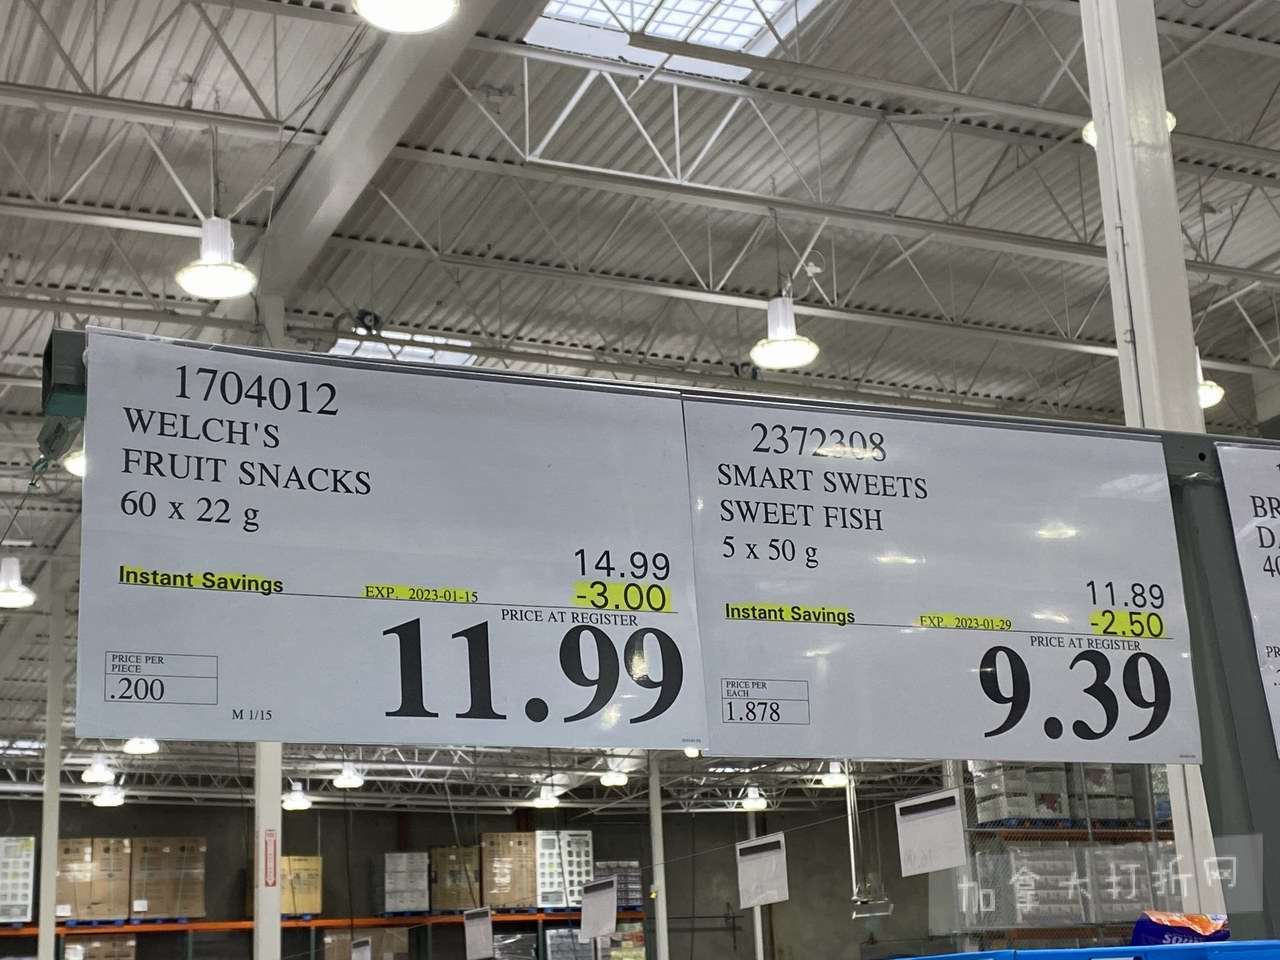 1704012
WELCH'S
FRUIT SNACKS
60 x 22 g
14.99
Instant Savings EXP. 2023-01-15 -3.00
PRICE AT REGISTER
11.99
PRICE PER
PIECE
.200
M 1/15
2372308
SMART SWEETS
SWEET FISH
5 x 50 g
11.89
Instant Savings EXP. 2023-01-29 -2.50
PRICE AT REGISTER
9.39
PRICE PER
EACH
1.878
BR
加拿大打折网